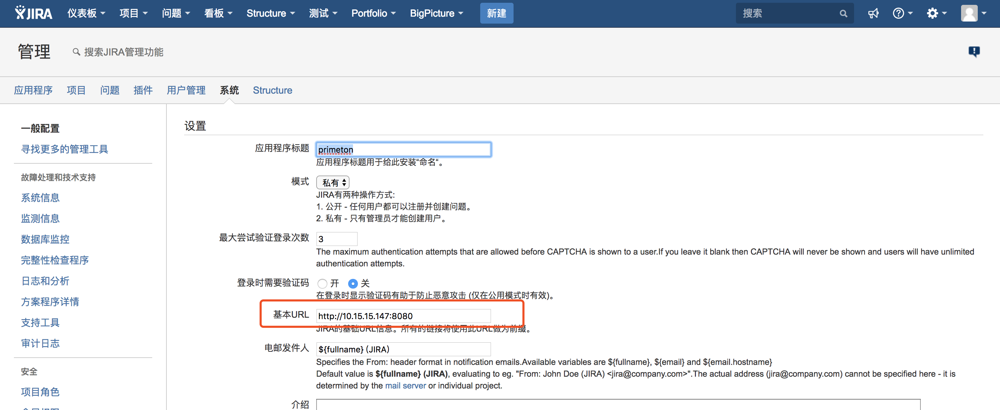 JIRA 仪表板 项目 问题 看板 Structure 测试 Portfolio BigPicture 新建 搜索
管理 搜索JIRA管理功能
应用程序 项目 问题 插件 用户管理 系统 Structure
一般配置
寻找更多的管理工具
故障处理和技术支持
系统信息
监测信息
数据库监控
完整性检查程序
日志和分析
方案程序详情
支持工具
审计日志
安全
项目角色
设置
应用程序标题 primeton
应用程序标题用于给此安装“命名“。
模式 私有
JIRA有两种操作方式:
1. 公开 - 任何用户都可以注册并创建问题。
2. 私有 - 只有管理员才能创建用户。
最大尝试验证登录次数 3
The maximum authentication attempts that are allowed before CAPTCHA is shown to a user.If you leave it blank then CAPTCHA will never be shown and users will have unlimited
authentication attempts.
登录时需要验证码 开 关
在登录时显示验证码有助于防止恶意攻击 (仅在公用模式时有效)。
基本URL http://10.15.15.147:8080
JIRA的基础URL信息。所有的链接将使用此URL做为前缀。
电邮发件人 ${fullname} (JIRA)
Specifies the From: header format in notification emails.Available variables are ${fullname}, ${email} and ${email.hostname}
Default value is ${fullname} (JIRA), evaluating to eg. "From: John Doe (JIRA) <jira@company.com>".The actual address (jira@company.com) cannot be specified here - it is
determined by the mail server or individual project.
介绍